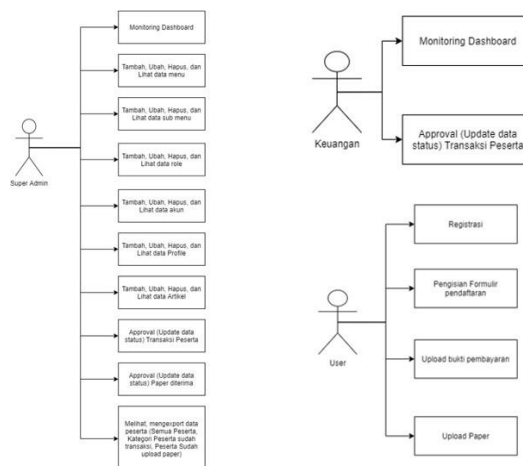 Monitoring Dashboard
Tambah, Ubah, Hapus, dan
Lihat data menu
Tambah, Ubah, Hapus, dan
Lihat data sub menu
Tambah, Ubah, Hapus, dan
Lihat data role
Super Admin
Tambah, Ubah, Hapus, dan
Lihat data akun
Tambah, Ubah, Hapus, dan
Lihat data Profile
Tambah, Ubah, Hapus, dan
Lihat data Artikel
Approval (Update data
status) Transaksi Peserta
Approval (Update data
status) Paper diterima
Melihat, mengexport data
peserta (Semua Peserta,
Kategori Peserta sudah
transaksi, Peserta Sudah
upload paper)
Monitoring Dashboard
Keuangan
Approval (Update data
status) Transaksi Peserta
Registrasi
Pengisian Formulir
pendaftaran
User
Upload bukti pembayaran
Upload Paper